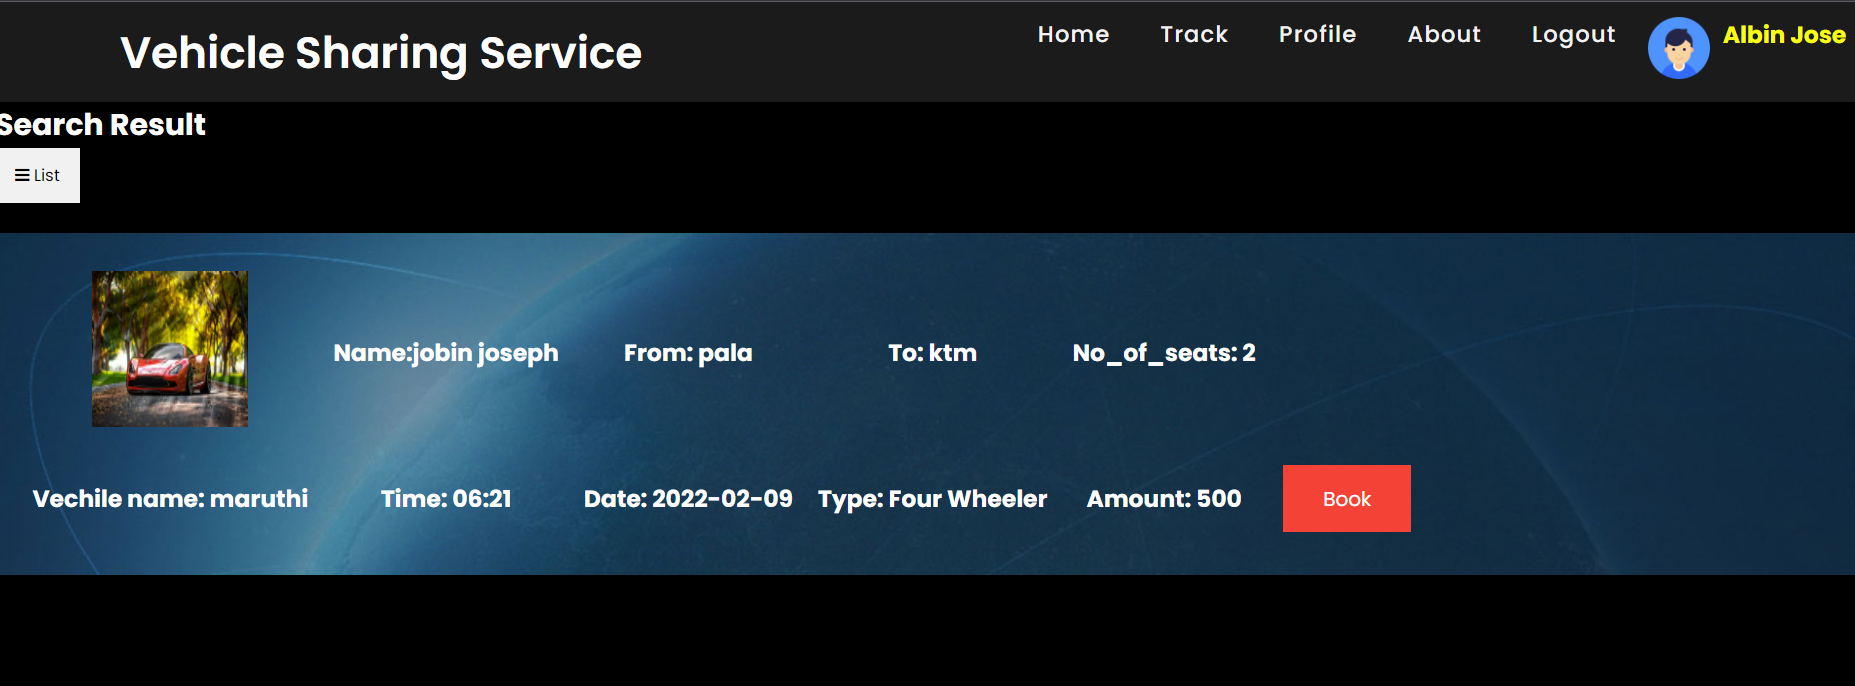 Vehicle Sharing Service
Home Track Profile About Logout Albin Jose
Search Result
List
Name:jobin joseph From: pala To: ktm No_of_seats: 2
Vechile name: maruthi Time: 06:21 Date: 2022-02-09 Type: Four Wheeler Amount: 500 Book